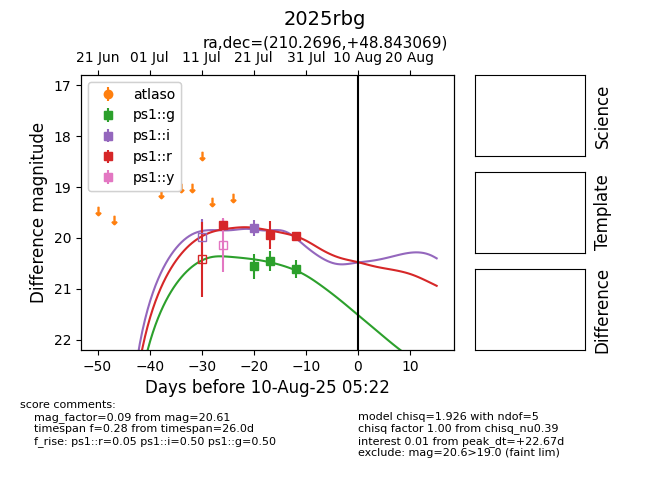 2025rbg
ra,dec=(210.2696,+48.843069)
21 Jun 01 Jul 11 Jul 21 Jul 31 Jul 10 Aug 20 Aug
17
18
19
20
21
22
Difference magnitude
atlaso
ps1::g
ps1::i
ps1::r
ps1::y
−50 −40 −30 −20 −10 0 10
Days before 10-Aug-25 05:22
Science
Template
Difference
score comments:
mag_factor=0.09 from mag=20.61
timespan f=0.28 from timespan=26.0d
f_rise: ps1::r=0.05 ps1::i=0.50 ps1::g=0.50
model chisq=1.926 with ndof=5
chisq factor 1.00 from chisq_nu0.39
interest 0.01 from peak_dt=+22.67d
exclude: mag=20.6>19.0 (faint lim)